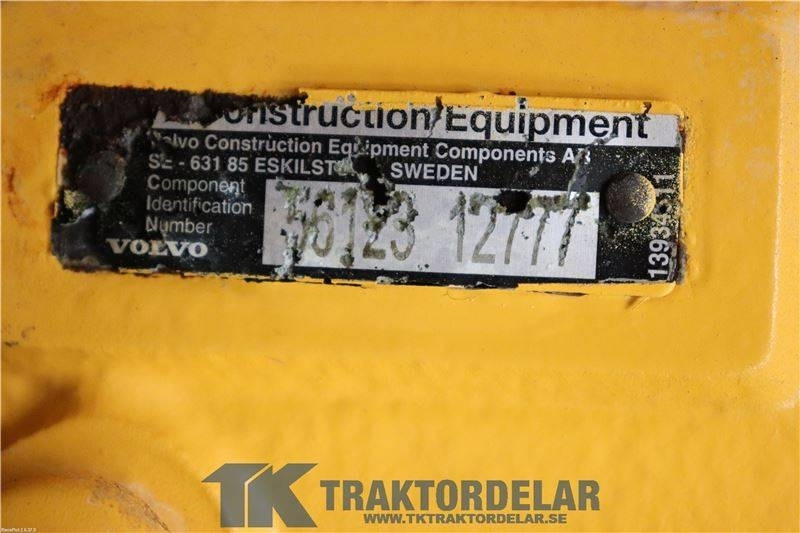 Construction Equipment
Volvo Construction Equipment Components AB
SE - 631 85 SWEDEN
Component
Identification
Number
56123 12777
VOLVO
TK TRAKTORDELAR
WWW.TKTRAKTORDELAR.SE